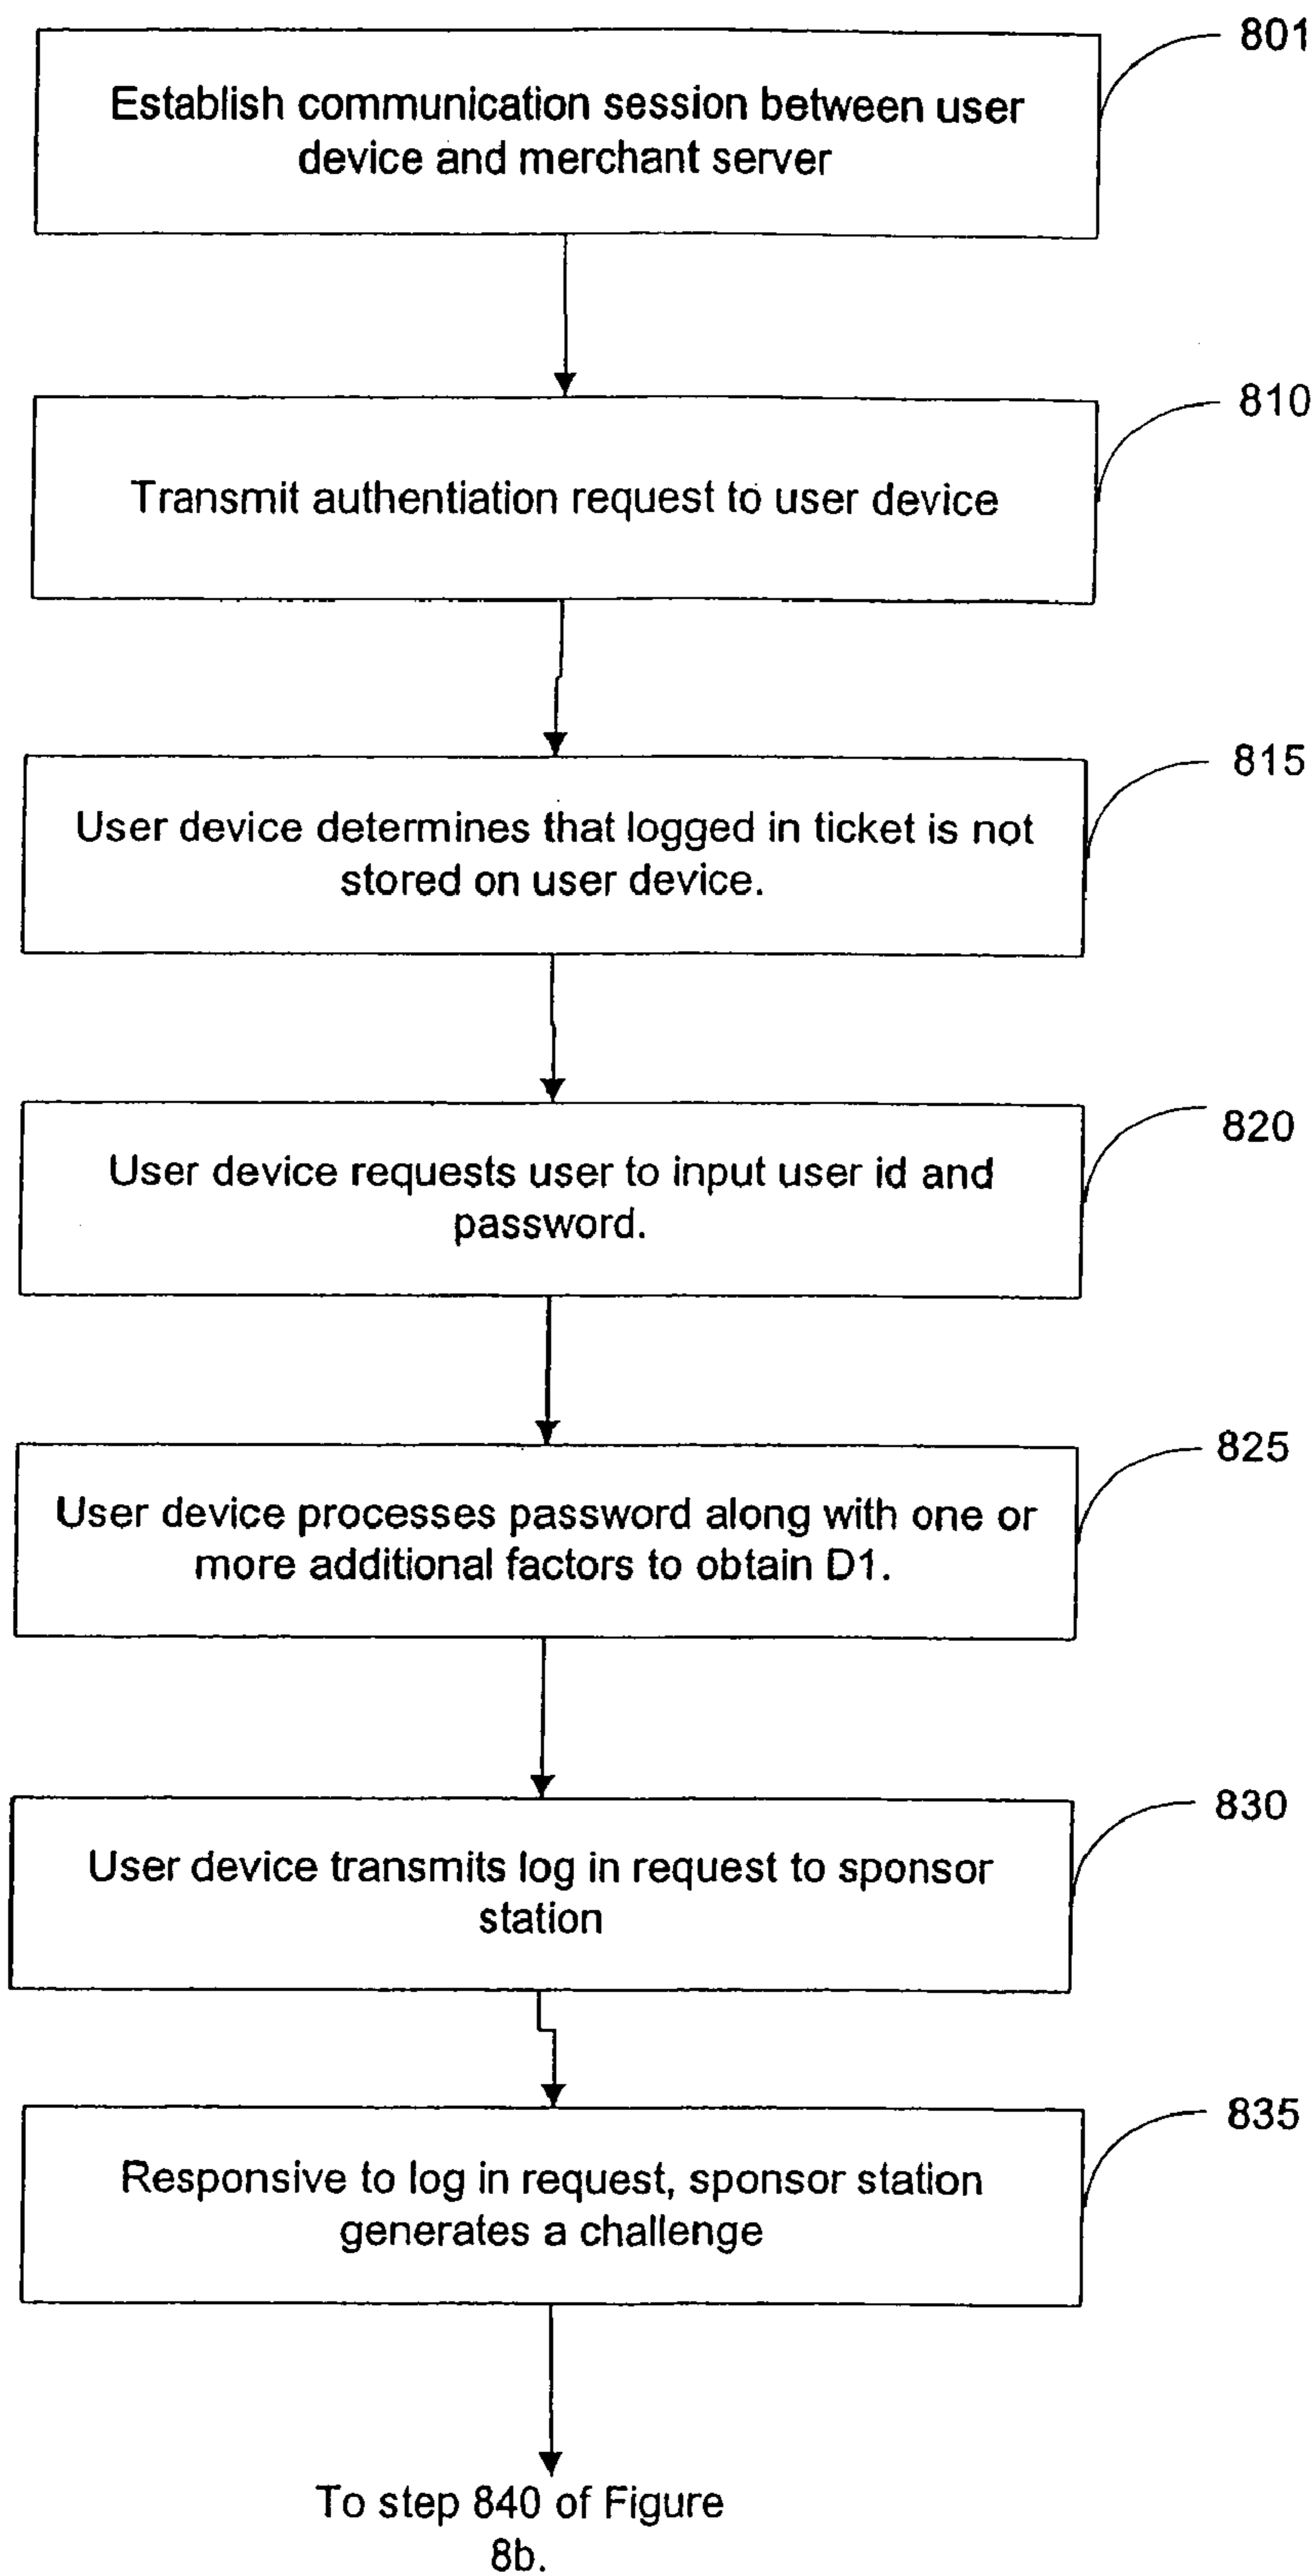 801
Establish communication session between user
device and merchant server
810
Transmit authentiation request to user device
815
User device determines that logged in ticket is not
stored on user device.
820
User device requests user to input user id and
password.
825
User device processes password along with one or
more additional factors to obtain D1.
830
User device transmits log in request to sponsor
station
835
Responsive to log in request, sponsor station
generates a challenge
To step 840 of Figure
8b.